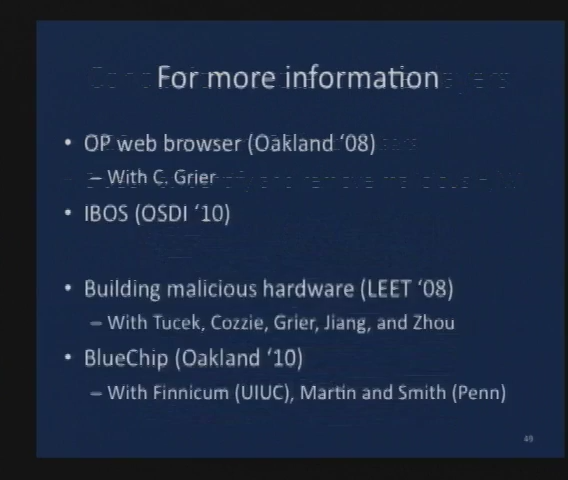 For more information
• OP web browser (Oakland ‘08)
– With C. Grier
• IBOS (OSDI ‘10)
• Building malicious hardware (LEET ‘08)
– With Tucek, Cozzie, Grier, Jiang, and Zhou
• BlueChip (Oakland ‘10)
– With Finnicum (UIUC), Martin and Smith (Penn)
49